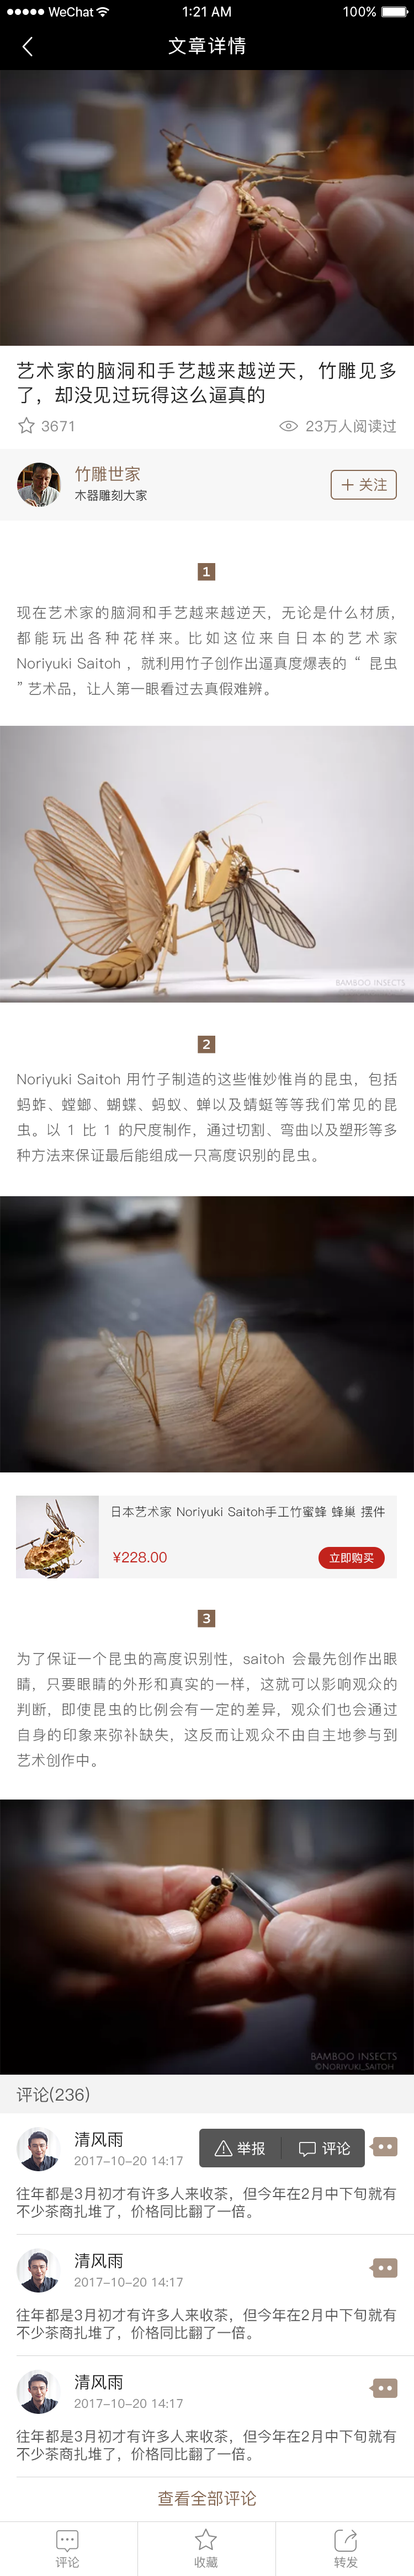 WeChat 1:21 AM 100%
文章详情
艺术家的脑洞和手艺越来越逆天，竹雕见多
了，却没见过玩得这么逼真的
3671 23万人阅读过
竹雕世家
木器雕刻大家
关注
1
现在艺术家的脑洞和手艺越来越逆天，无论是什么材质，
都能玩出各种花样来。比如这位来自日本的艺术家
Noriyuki Saitoh ，就利用竹子创作出逼真度爆表的 “ 昆虫
” 艺术品，让人第一眼看过去真假难辨。
BAMBOO INSECTS
2
Noriyuki Saitoh 用竹子制造的这些惟妙惟肖的昆虫，包括
蚂蚱、螳螂、蝴蝶、蚂蚁、蝉以及蜻蜓等等我们常见的昆
虫。以 1 比 1 的尺度制作，通过切割、弯曲以及塑形等多
种方法来保证最后能组成一只高度识别的昆虫。
日本艺术家 Noriyuki Saitoh手工竹蜜蜂 蜂巢 摆件
¥228.00 立即购买
3
为了保证一个昆虫的高度识别性，saitoh 会最先创作出眼
睛，只要眼睛的外形和真实的一样，这就可以影响观众的
判断，即使昆虫的比例会有一定的差异，观众们也会通过
自身的印象来弥补缺失，这反而让观众不由自主地参与到
艺术创作中。
BAMBOO INSECTS
©NORIYUKI_SAITOH
评论(236)
清风雨
2017-10-20 14:17
举报 评论
往年都是3月初才有许多人来收茶，但今年在2月中下旬就有
不少茶商扎堆了，价格同比翻了一倍。
清风雨
2017-10-20 14:17
往年都是3月初才有许多人来收茶，但今年在2月中下旬就有
不少茶商扎堆了，价格同比翻了一倍。
清风雨
2017-10-20 14:17
往年都是3月初才有许多人来收茶，但今年在2月中下旬就有
不少茶商扎堆了，价格同比翻了一倍。
查看全部评论
评论 收藏 转发